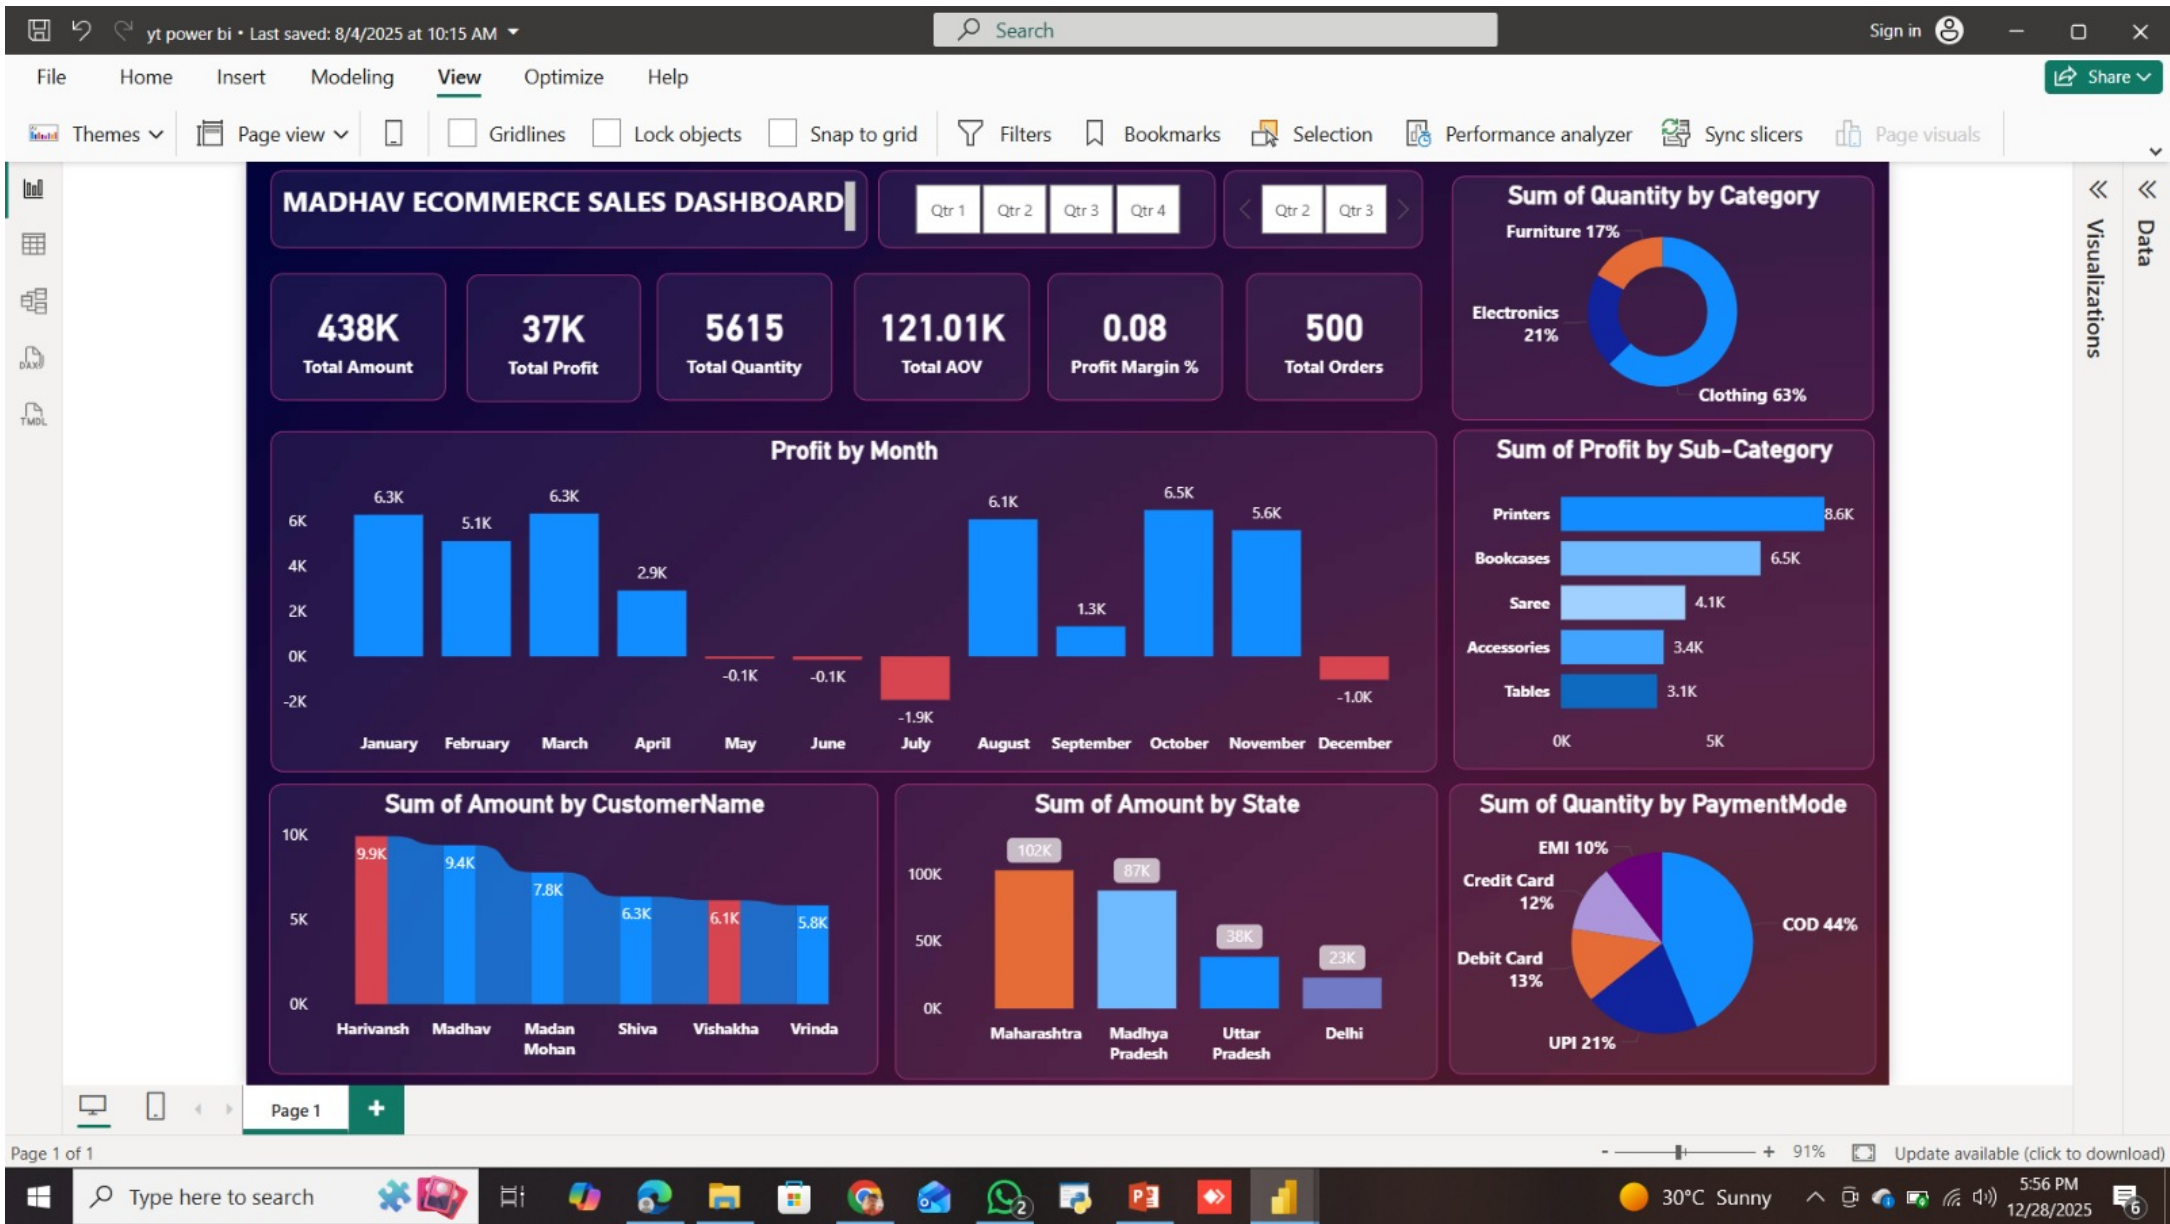 yt power bi • Last saved: 8/4/2025 at 10:15 AM
Search
Sign in
File Home Insert Modeling View Optimize Help
Share
Themes Page view Gridlines Lock objects Snap to grid Filters Bookmarks Selection Performance analyzer Sync slicers Page visuals
MADHAV ECOMMERCE SALES DASHBOARD
Qtr 1 Qtr 2 Qtr 3 Qtr 4
Qtr 2 Qtr 3
Sum of Quantity by Category
Furniture 17%
Electronics
21%
Clothing 63%
Visualizations
Data
DAX
TMDL
438K
Total Amount
37K
Total Profit
5615
Total Quantity
121.01K
Total AOV
0.08
Profit Margin %
500
Total Orders
Profit by Month
6K
4K
2K
0K
-2K
6.3K 5.1K 6.3K 2.9K -0.1K -0.1K -1.9K 6.1K 1.3K 6.5K 5.6K -1.0K
January February March April May June July August September October November December
Sum of Profit by Sub-Category
Printers 8.6K
Bookcases 6.5K
Saree 4.1K
Accessories 3.4K
Tables 3.1K
0K 5K
Sum of Amount by CustomerName
10K
5K
0K
9.9K 9.4K 7.8K 6.3K 6.1K 5.8K
Harivansh Madhav Madan Shiva Vishakha Vrinda
Mohan
Sum of Amount by State
100K
50K
0K
102K 87K 38K 23K
Maharashtra Madhya Uttar Delhi
Pradesh Pradesh
Sum of Quantity by PaymentMode
EMI 10%
Credit Card
12%
COD 44%
Debit Card
13%
UPI 21%
Page 1
Page 1 of 1
- + 91%
Update available (click to download)
Type here to search
2
30°C Sunny
5:56 PM
12/28/2025
6